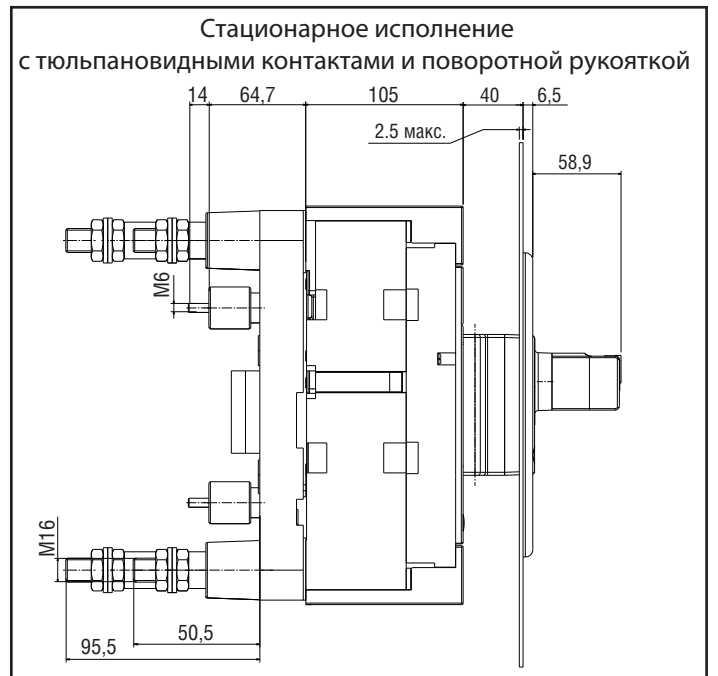 Стационарное исполнение
с тюльпановидными контактами и поворотной рукояткой
14 64,7 105 40 6,5
2.5 макс.
58,9
M6
M16
50,5
95,5